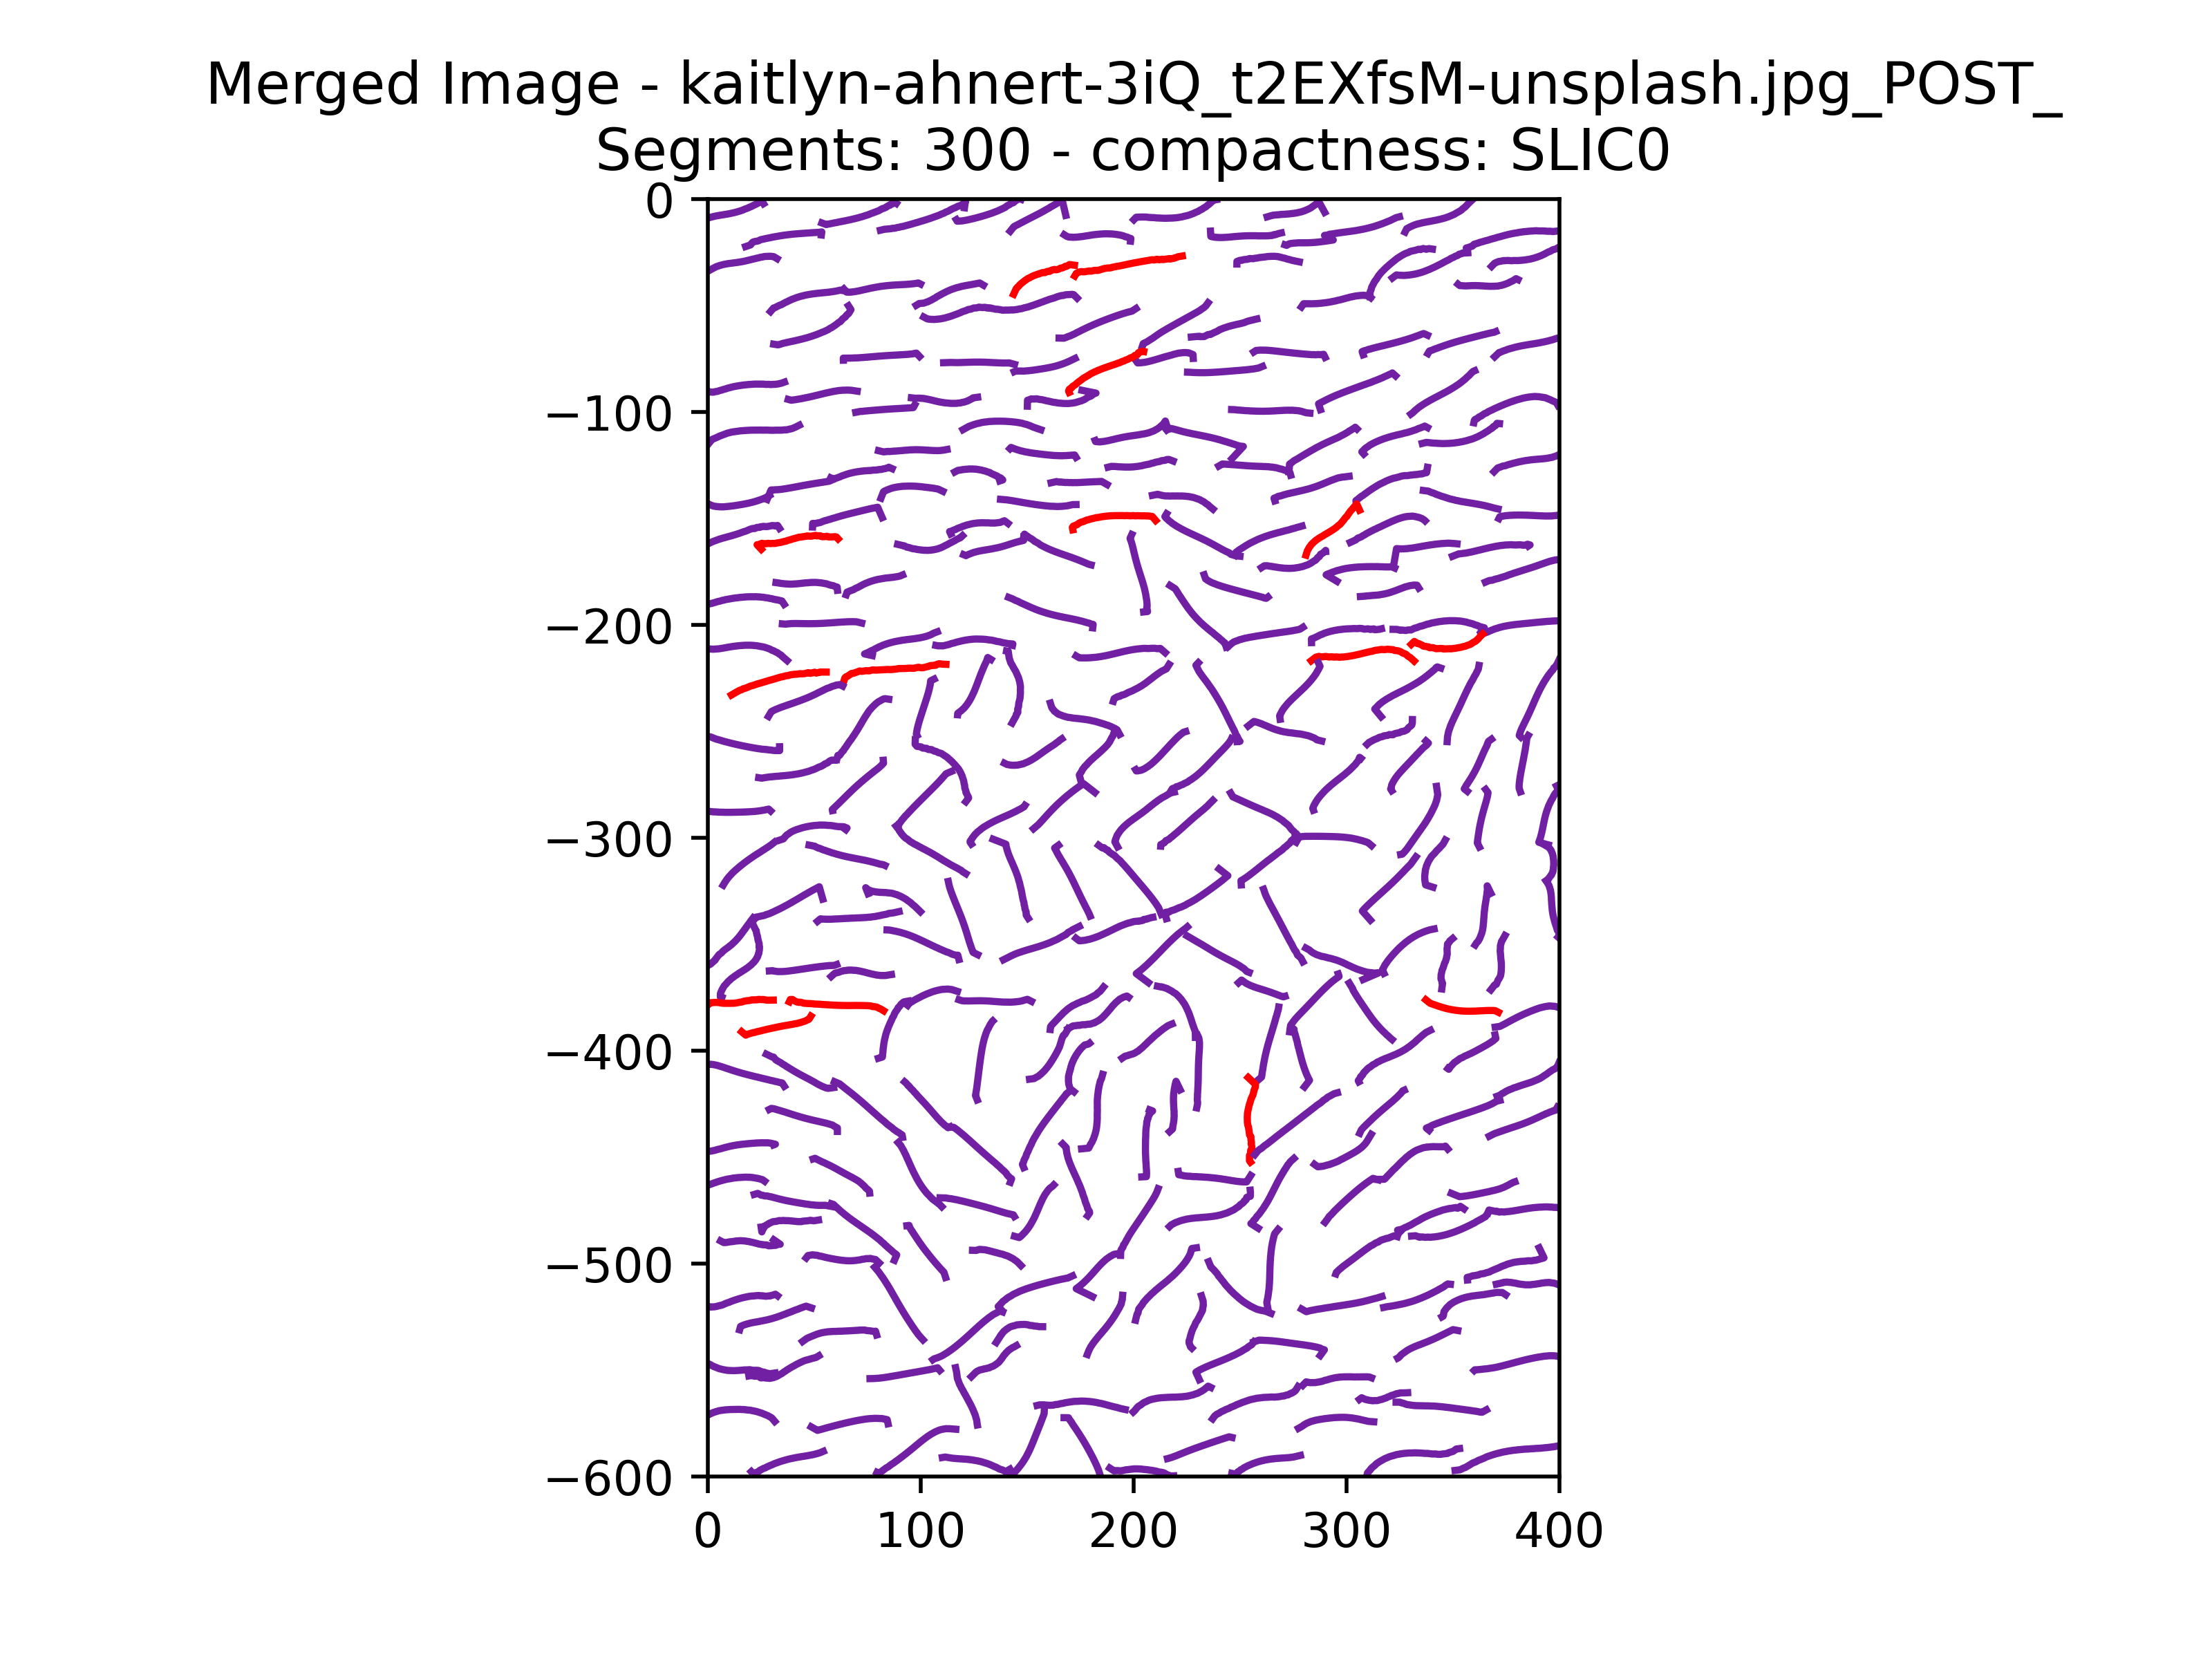 Merged Image - kaitlyn-ahnert-3iQ_t2EXfsM-unsplash.jpg_POST_
Segments: 300 - compactness: SLIC0
0
−100
−200
−300
−400
−500
−600
0 100 200 300 400